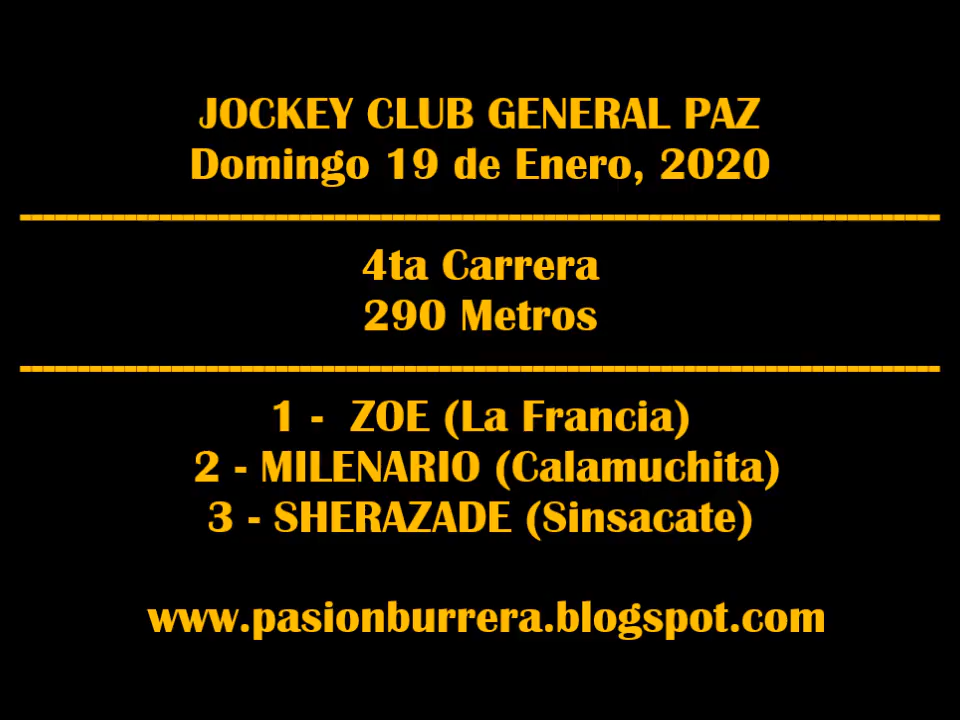 JOCKEY CLUB GENERAL PAZ
Domingo 19 de Enero, 2020
--------------------------------------------------------------------------------
4ta Carrera
290 Metros
--------------------------------------------------------------------------------
1 -  ZOE (La Francia)
2 - MILENARIO (Calamuchita)
3 - SHERAZADE (Sinsacate)
www.pasionburrera.blogspot.com